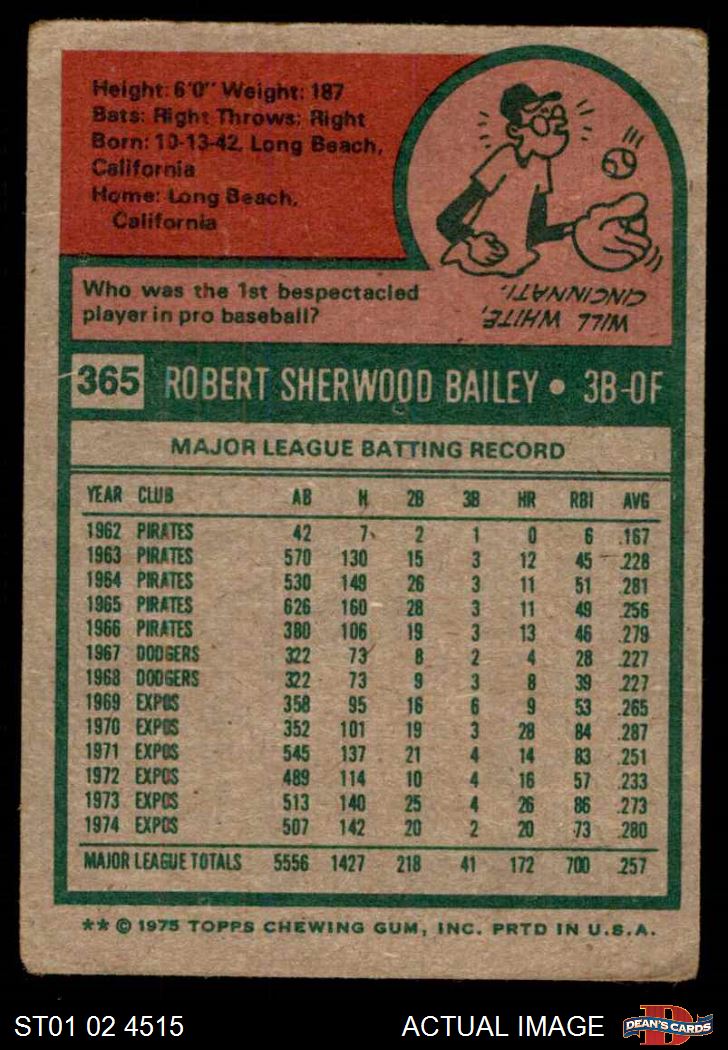 Height: 6'0" Weight: 187
Bats: Right Throws: Right
Born: 10-13-42, Long Beach,
California
Home: Long Beach,
California
WILL WHITE,
CINCINNATI.
Who was the 1st bespectacled
player in pro baseball?
365 ROBERT SHERWOOD BAILEY • 3B-OF
MAJOR LEAGUE BATTING RECORD
YEAR CLUB AB H 2B 3B HR RBI AVG
1962 PIRATES 42 7 2 1 0 6 .167
1963 PIRATES 570 130 15 3 12 45 .228
1964 PIRATES 530 149 26 3 11 51 .281
1965 PIRATES 626 160 28 3 11 49 .256
1966 PIRATES 380 106 19 3 13 46 .279
1967 DODGERS 322 73 8 2 4 28 .227
1968 DODGERS 322 73 9 3 8 39 .227
1969 EXPOS 358 95 16 6 9 53 .265
1970 EXPOS 352 101 19 3 28 84 .287
1971 EXPOS 545 137 21 4 14 83 .251
1972 EXPOS 489 114 10 4 16 57 .233
1973 EXPOS 513 140 25 4 26 86 .273
1974 EXPOS 507 142 20 2 20 73 .280
MAJOR LEAGUE TOTALS 5556 1427 218 41 172 700 .257
** © 1975 TOPPS CHEWING GUM, INC. PRTD IN U.S.A.
ST01 02 4515 ACTUAL IMAGE
D
DEAN'S CARDS